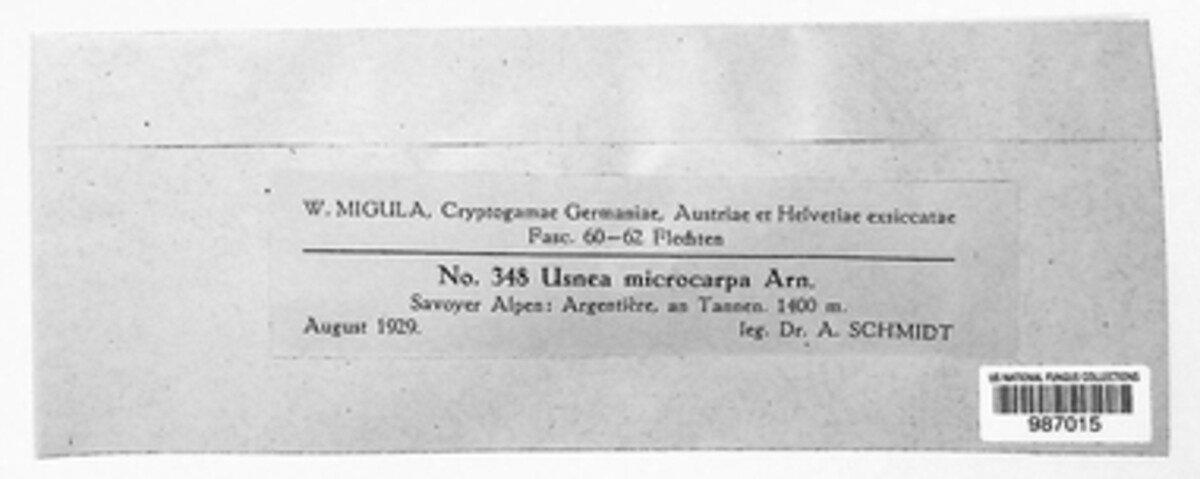 W. MIGULA, Cryptogamae Germaniae, Austriae et Helvetiae exsiccatae
Fasc. 60—62 Flechten
No. 348 Usnea microcarpa Arn.
Savoyer Alpen: Argentière, an Tannen. 1400 m.
August 1929. leg. Dr. A. SCHMIDT
US NATIONAL FUNGUS COLLECTIONS
987015